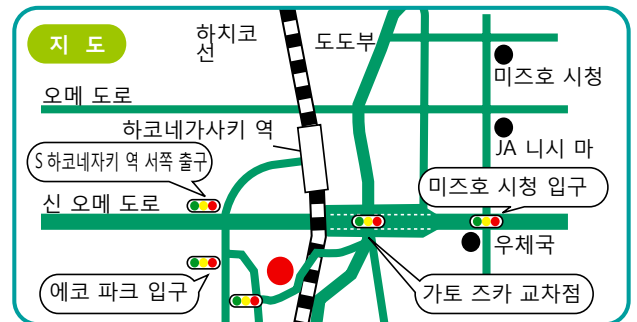 지 도
하치코
선
도도부
미즈호 시청
오메 도로
하코네가사키 역
JA 니시 마
S 하코네자키 역 서쪽 출구
미즈호 시청 입구
신 오메 도로
우체국
에코 파크 입구
가토 즈카 교차점